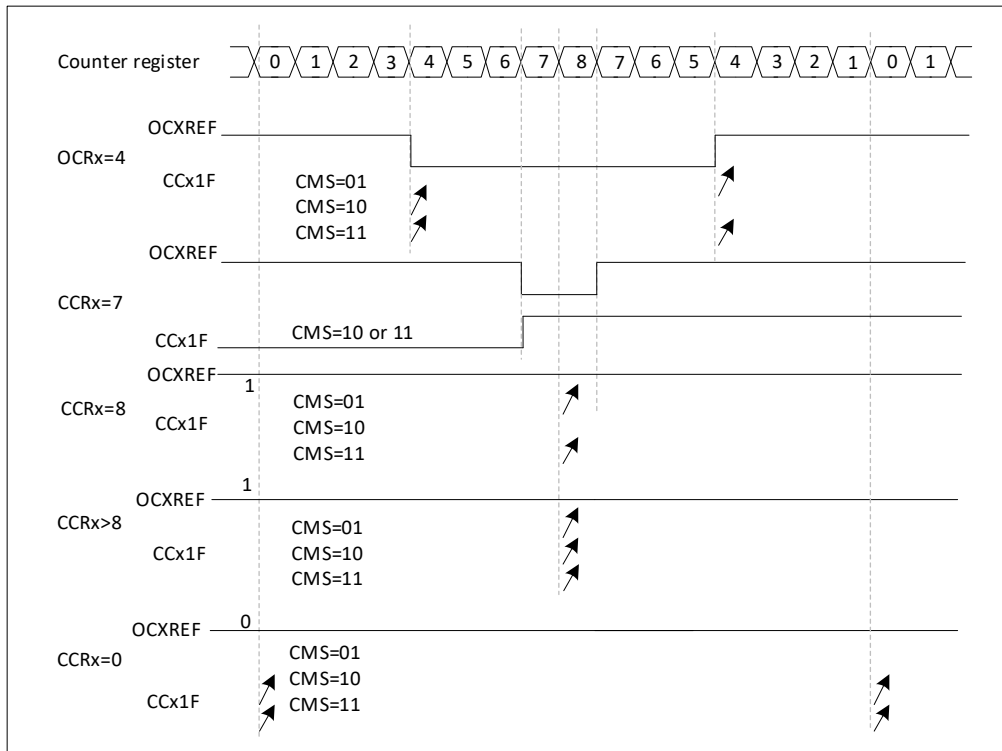 Counter register 0 1 2 3 4 5 6 7 8 7 6 5 4 3 2 1 0 1
OCXREF
OCRx=4
CCx1F
CMS=01
CMS=10
CMS=11
OCXREF
CCRx=7
CCx1F
CMS=10 or 11
OCXREF
1
CCRx=8
CCx1F
CMS=01
CMS=10
CMS=11
OCXREF
1
CCRx>8
CCx1F
CMS=01
CMS=10
CMS=11
OCXREF
0
CCRx=0
CCx1F
CMS=01
CMS=10
CMS=11